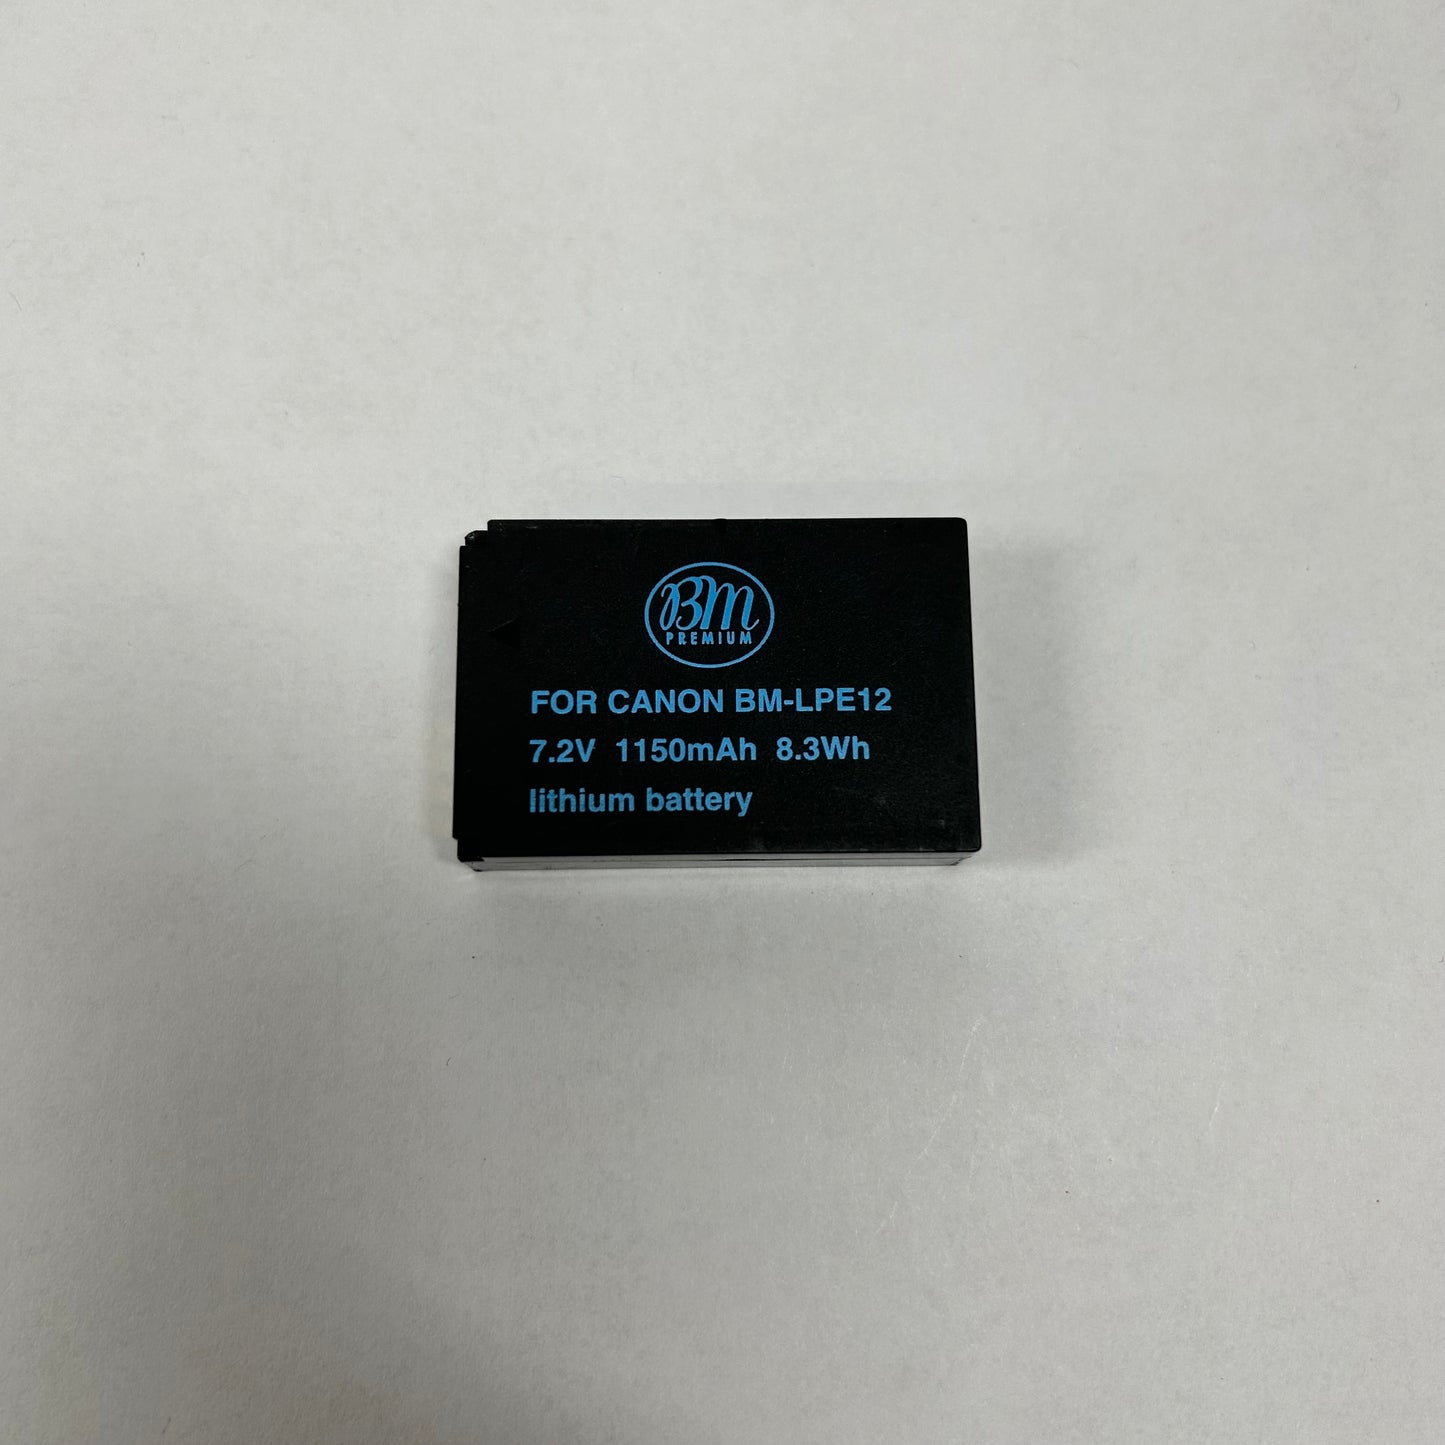 BM
PREMIUM
FOR CANON BM-LPE12
7.2V 1150mAh 8.3Wh
lithium battery